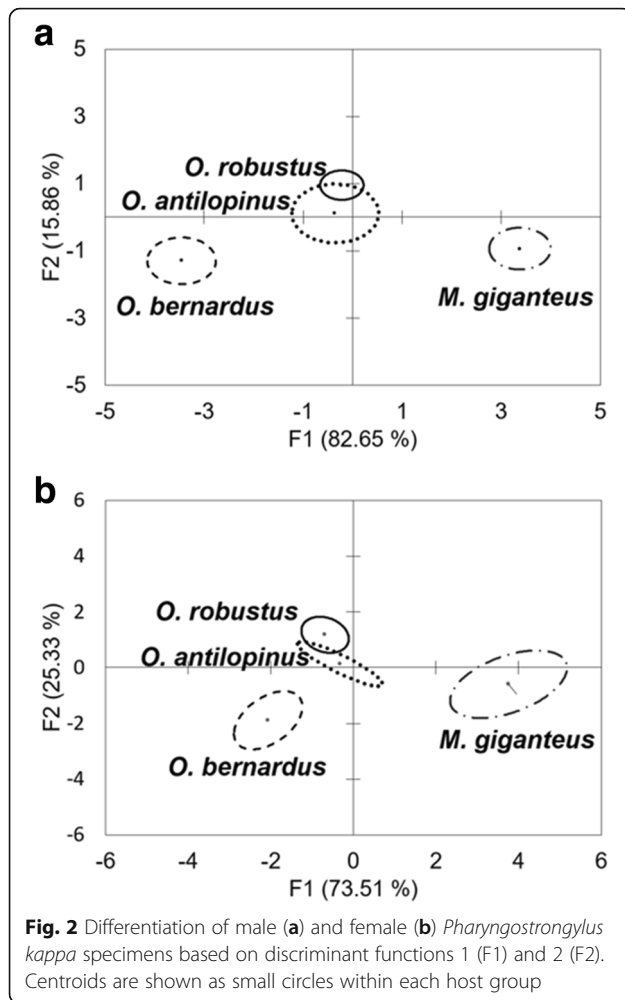 a
5
3
O. robustus
1
O. antilopinus
F2 (15.86 %)
-1
O. bernardus
M. giganteus
-3
-5
-5 -3 -1 1 3 5
F1 (82.65 %)
b
6
4
O. robustus
2
O. antilopinus
0
F2 (25.33 %)
-2
O. bernardus
M. giganteus
-4
-6
-6 -4 -2 0 2 4 6
F1 (73.51 %)
Fig. 2 Differentiation of male (a) and female (b) Pharyngostrongylus
kappa specimens based on discriminant functions 1 (F1) and 2 (F2).
Centroids are shown as small circles within each host group